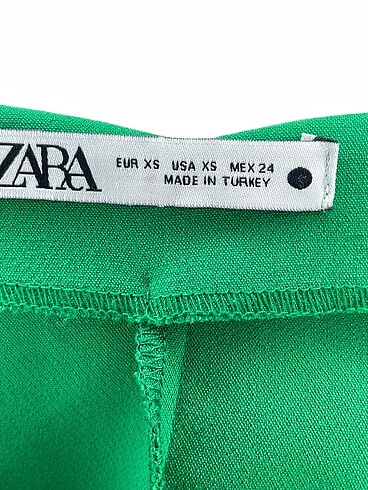 ZARA
EUR XS USA XS MEX 24
MADE IN TURKEY